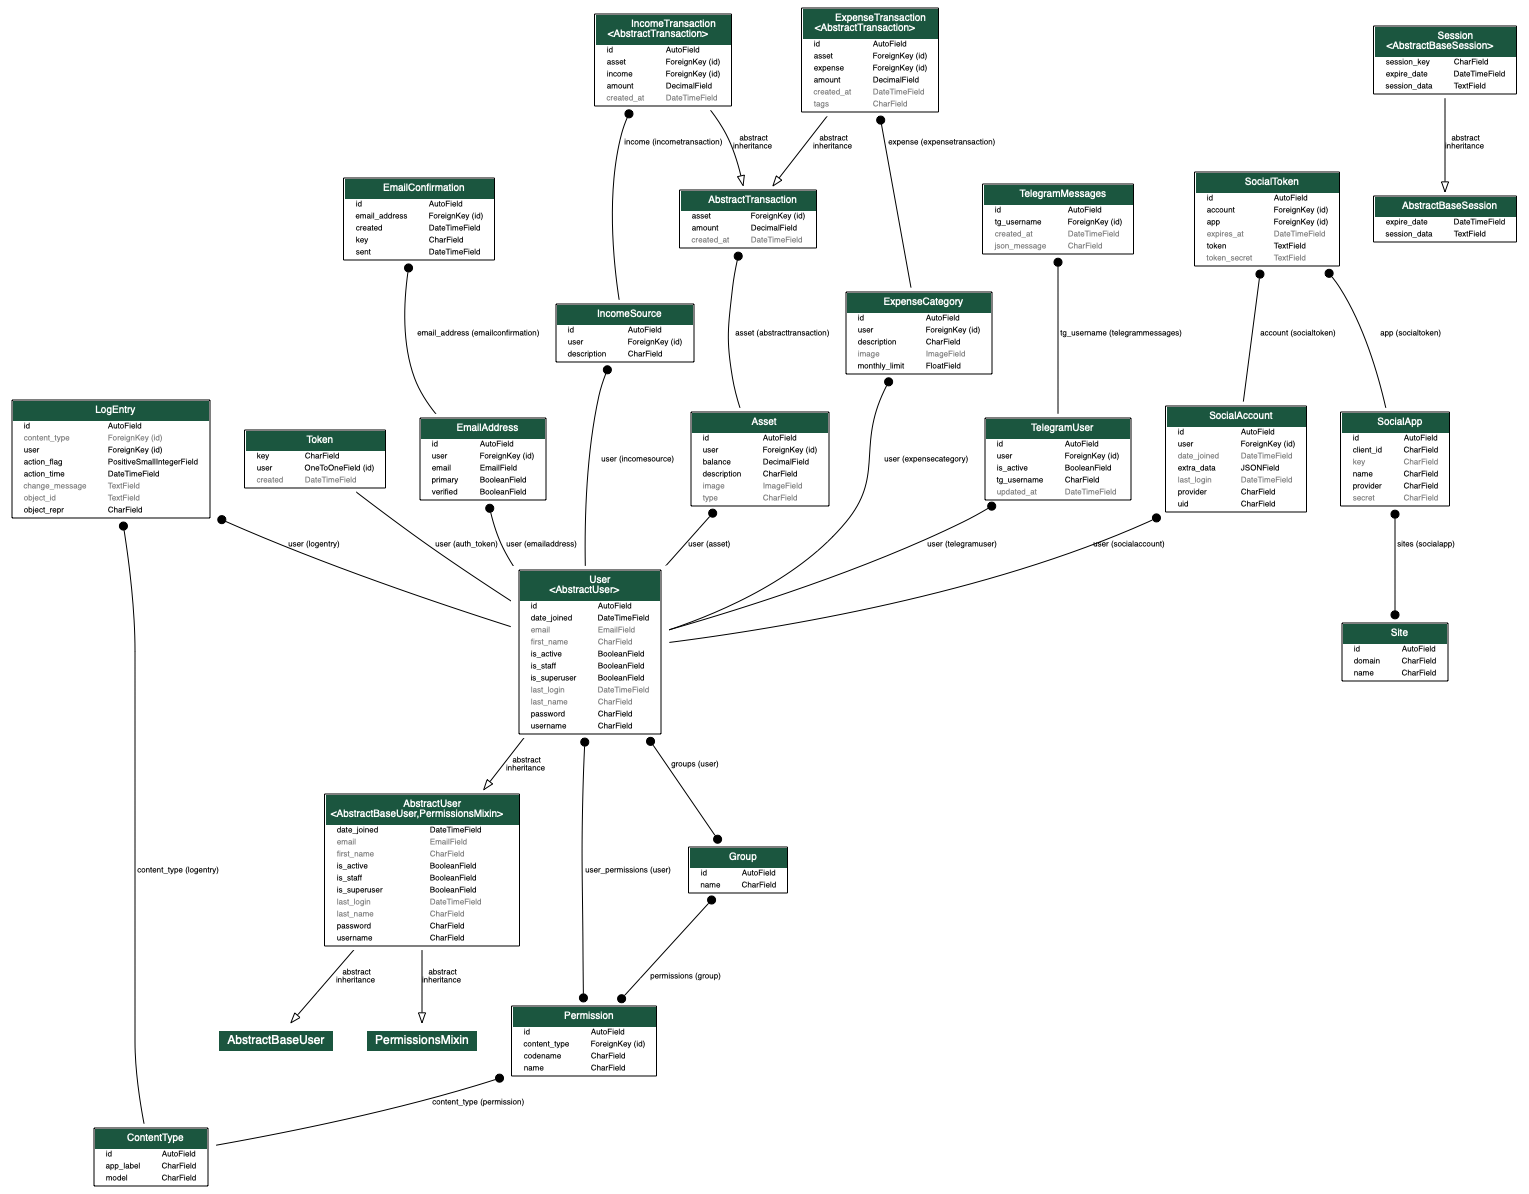 IncomeTransaction
<AbstractTransaction>
id AutoField
asset ForeignKey (id)
income ForeignKey (id)
amount DecimalField
created_at DateTimeField
ExpenseTransaction
<AbstractTransaction>
id AutoField
asset ForeignKey (id)
expense ForeignKey (id)
amount DecimalField
created_at DateTimeField
tags CharField
Session
<AbstractBaseSession>
session_key CharField
expire_date DateTimeField
session_data TextField
income (incometransaction)
abstract
inheritance
abstract
inheritance
expense (expensetransaction)
abstract
inheritance
EmailConfirmation
id AutoField
email_address ForeignKey (id)
created DateTimeField
key CharField
sent DateTimeField
AbstractTransaction
asset ForeignKey (id)
amount DecimalField
created_at DateTimeField
TelegramMessages
id AutoField
tg_username ForeignKey (id)
created_at DateTimeField
json_message CharField
SocialToken
id AutoField
account ForeignKey (id)
app ForeignKey (id)
expires_at DateTimeField
token TextField
token_secret TextField
AbstractBaseSession
expire_date DateTimeField
session_data TextField
email_address (emailconfirmation)
IncomeSource
id AutoField
user ForeignKey (id)
description CharField
asset (abstracttransaction)
ExpenseCategory
id AutoField
user ForeignKey (id)
description CharField
image ImageField
monthly_limit FloatField
tg_username (telegrammessages)
account (socialtoken)
app (socialtoken)
LogEntry
id AutoField
content_type ForeignKey (id)
user ForeignKey (id)
action_flag PositiveSmallIntegerField
action_time DateTimeField
change_message TextField
object_id TextField
object_repr CharField
Token
key CharField
user OneToOneField (id)
created DateTimeField
EmailAddress
id AutoField
user ForeignKey (id)
email EmailField
primary BooleanField
verified BooleanField
Asset
id AutoField
user ForeignKey (id)
balance DecimalField
description CharField
image ImageField
type CharField
TelegramUser
id AutoField
user ForeignKey (id)
is_active BooleanField
tg_username CharField
updated_at DateTimeField
SocialAccount
id AutoField
user ForeignKey (id)
date_joined DateTimeField
extra_data JSONField
last_login DateTimeField
provider CharField
uid CharField
SocialApp
id AutoField
client_id CharField
key CharField
name CharField
provider CharField
secret CharField
user (incomesource)
user (expensecategory)
user (logentry)
user (auth_token)
user (emailaddress)
user (asset)
user (telegramuser)
user (socialaccount)
sites (socialapp)
User
<AbstractUser>
id AutoField
date_joined DateTimeField
email EmailField
first_name CharField
is_active BooleanField
is_staff BooleanField
is_superuser BooleanField
last_login DateTimeField
last_name CharField
password CharField
username CharField
Site
id AutoField
domain CharField
name CharField
abstract
inheritance
groups (user)
AbstractUser
<AbstractBaseUser,PermissionsMixin>
date_joined DateTimeField
email EmailField
first_name CharField
is_active BooleanField
is_staff BooleanField
is_superuser BooleanField
last_login DateTimeField
last_name CharField
password CharField
username CharField
content_type (logentry)
user_permissions (user)
Group
id AutoField
name CharField
abstract
inheritance
abstract
inheritance
permissions (group)
AbstractBaseUser
PermissionsMixin
Permission
id AutoField
content_type ForeignKey (id)
codename CharField
name CharField
content_type (permission)
ContentType
id AutoField
app_label CharField
model CharField